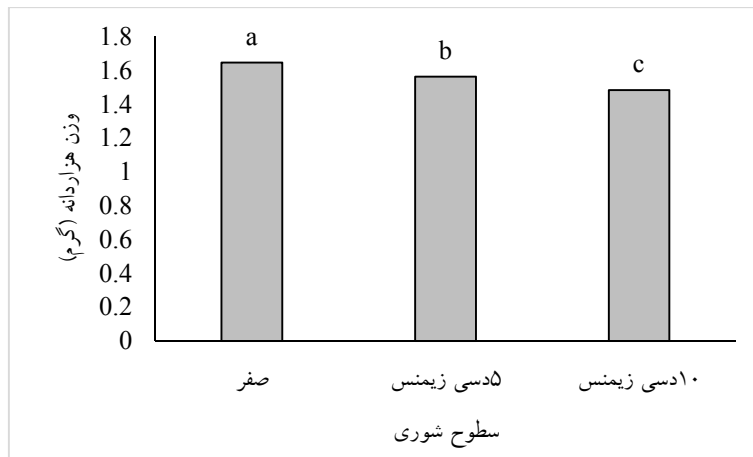 1.8
1.6
1.4
1.2
1
0.8
0.6
0.4
0.2
0
وزن هزاردانه (گرم)
a
b
c
صفر
۵دسی زیمنس
۱۰دسی زیمنس
سطوح شوری